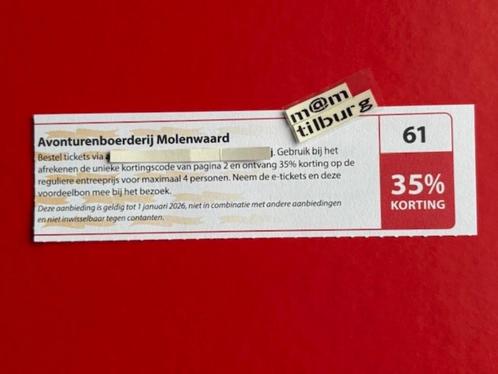 m@m
tilburg
Avonturenboerderij Molenwaard
Bestel tickets via . Gebruik bij het
afrekenen de unieke kortingscode van pagina 2 en ontvang 35% korting op de
reguliere entreeprijs voor maximaal 4 personen. Neem de e-tickets en deze
voordeelbon mee bij het bezoek.
Deze aanbieding is geldig tot 1 januari 2026, niet in combinatie met andere aanbiedingen
en niet inwisselbaar tegen contanten.
61
35%
KORTING